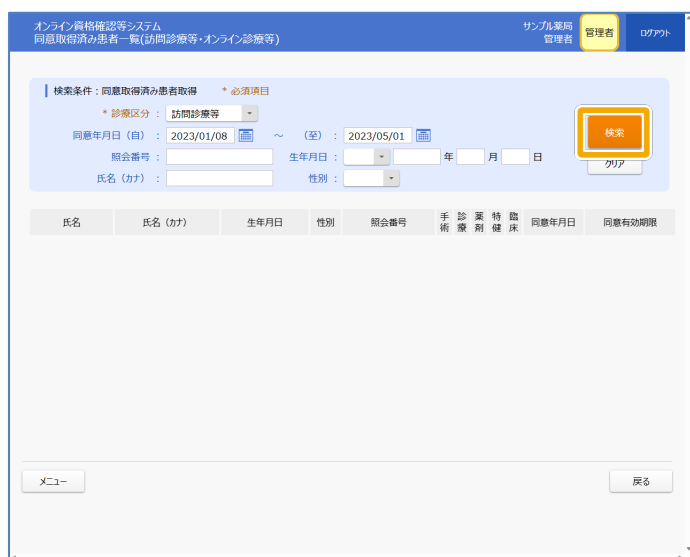 オンライン資格確認等システム
同意取得済み患者一覧(訪問診療等・オンライン診療等)
サンプル薬局
管理者
管理者
ログアウト
検索条件：同意取得済み患者取得 * 必須項目
* 診療区分 ： 訪問診療等
同意年月日（自） ： 2023/01/08 ～ （至） ： 2023/05/01
検索
照会番号 ： 生年月日 ： 年 月 日
クリア
氏名（カナ） ： 性別 ：
氏名 氏名（カナ） 生年月日 性別 照会番号 手術 診療 薬剤 特健 臨床 同意年月日 同意有効期限
メニュー 戻る